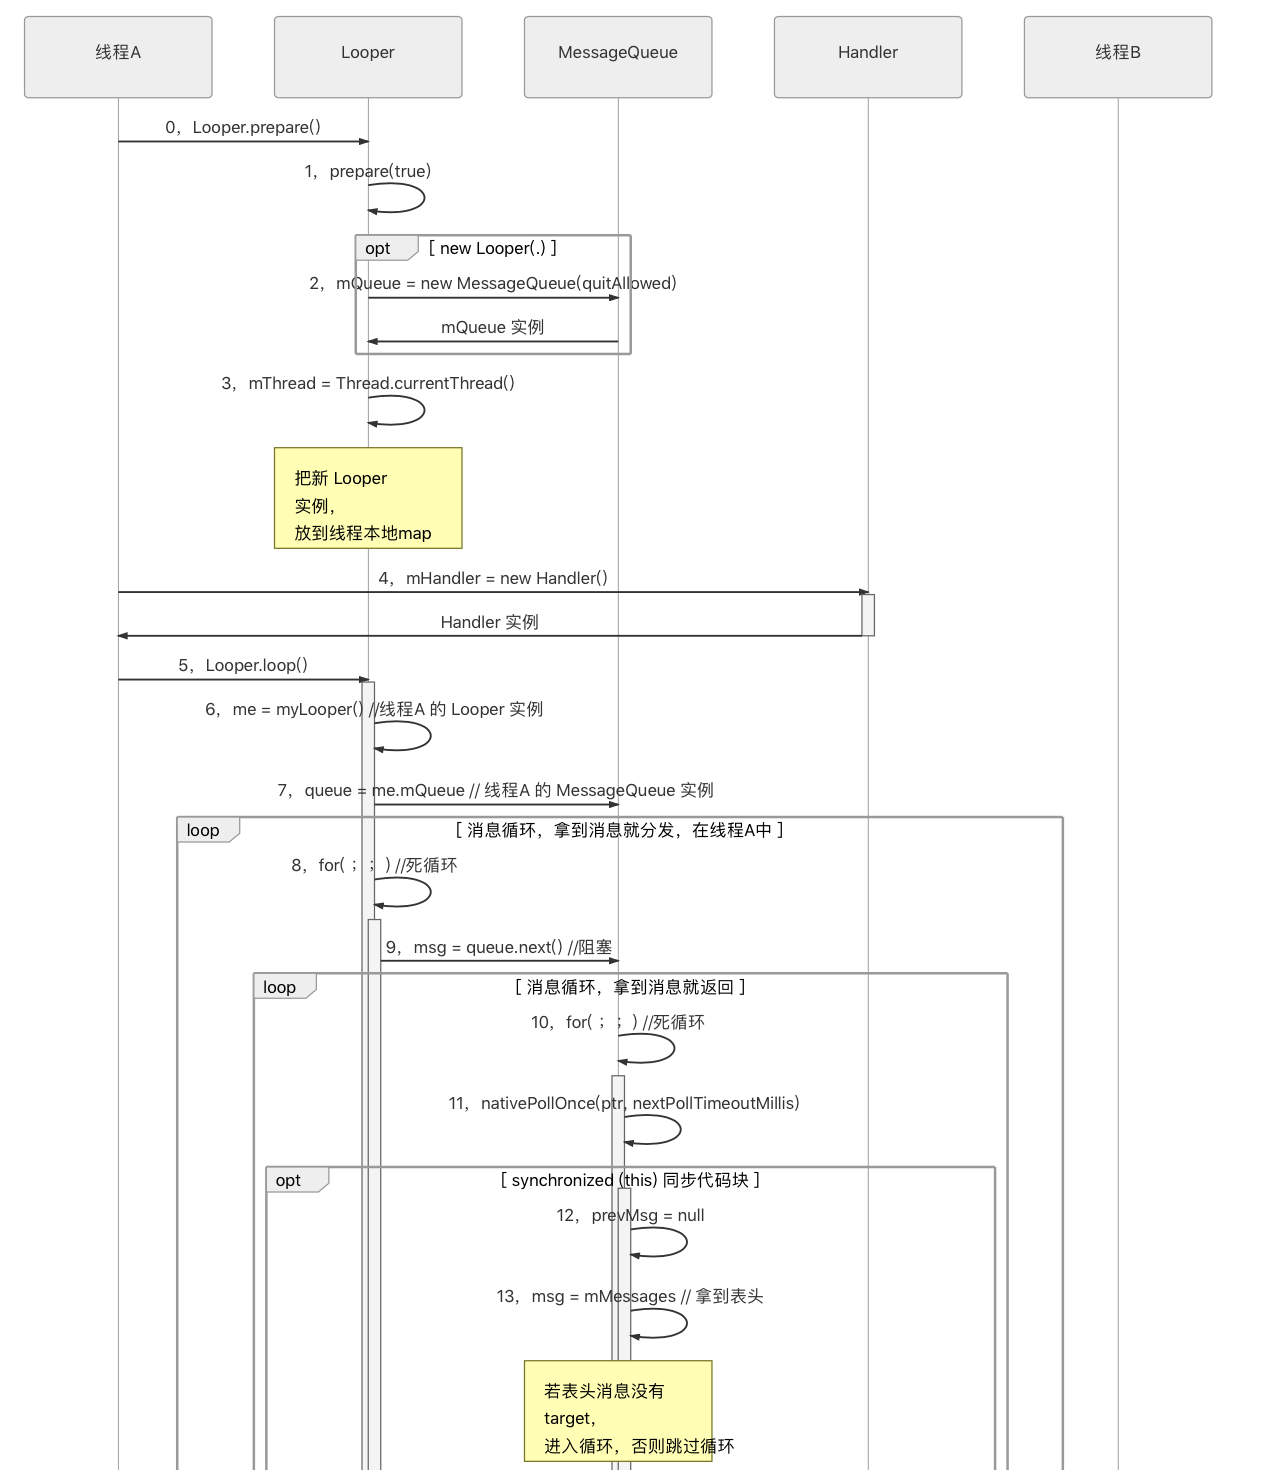 线程A
Looper
MessageQueue
Handler
线程B
0，Looper.prepare()
1，prepare(true)
opt
[ new Looper(.) ]
2，mQueue = new MessageQueue(quitAllowed)
mQueue 实例
3，mThread = Thread.currentThread()
把新 Looper
实例，
放到线程本地map
4，mHandler = new Handler()
Handler 实例
5，Looper.loop()
6，me = myLooper() //线程A 的 Looper 实例
7，queue = me.mQueue // 线程A 的 MessageQueue 实例
loop
[ 消息循环，拿到消息就分发，在线程A中 ]
8，for(；；) //死循环
9，msg = queue.next() //阻塞
loop
[ 消息循环，拿到消息就返回 ]
10，for(；；) //死循环
11，nativePollOnce(ptr, nextPollTimeoutMillis)
opt
[ synchronized (this) 同步代码块 ]
12，prevMsg = null
13，msg = mMessages // 拿到表头
若表头消息没有
target，
进入循环，否则跳过循环